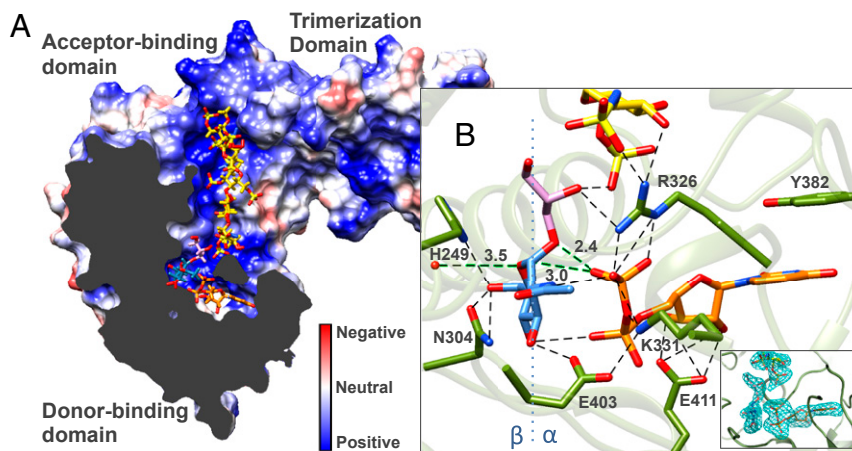 A
Acceptor-binding
domain
Trimerization
Domain
Donor-binding
domain
Negative
Neutral
Positive
B
R326
Y382
H249
3.5
2.4
3.0
N304
K331
E403
E411
β α